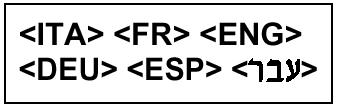 <ITA> <FR> <ENG>
<DEU> <ESP> <עבר>